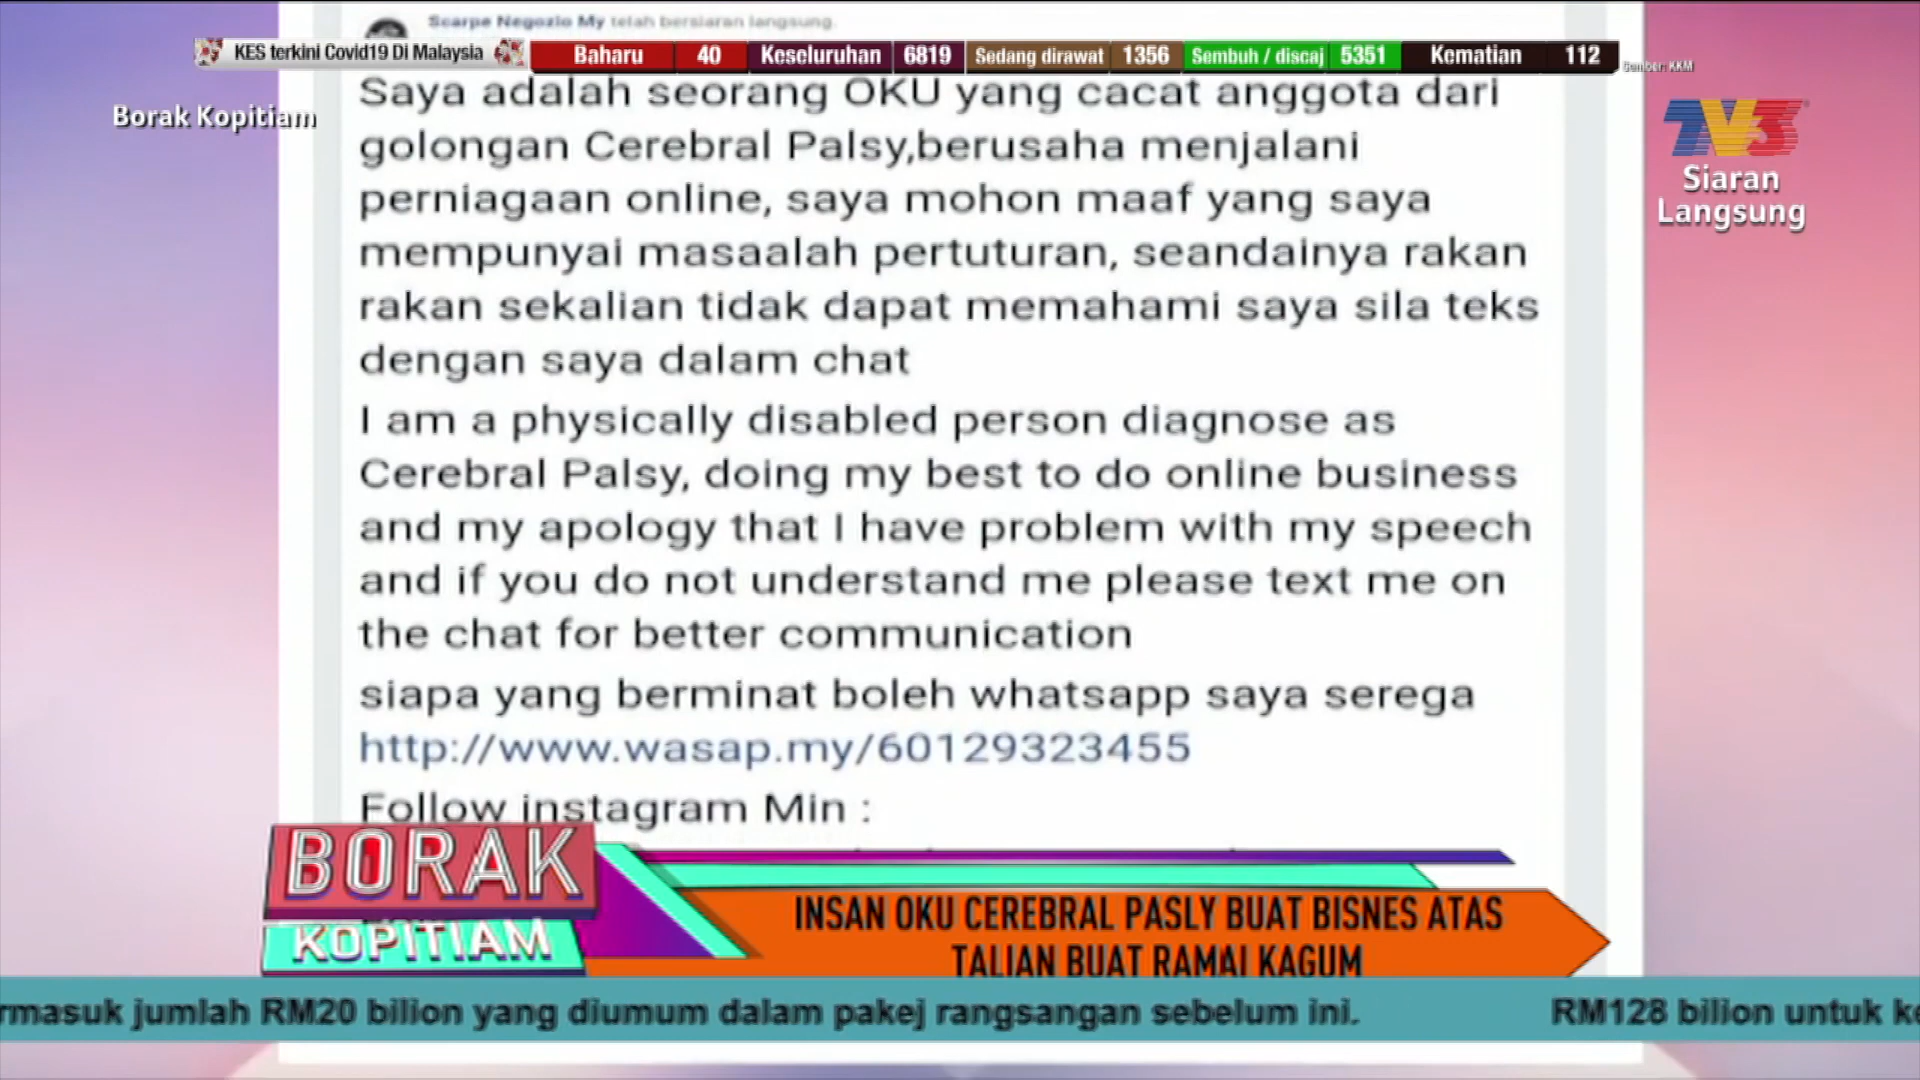 Scarpe Negozio My telah bersiaran langsung.
KES terkini Covid19 Di Malaysia Baharu 40 Keseluruhan 6819 Sedang dirawat 1356 Sembuh / discaj 5351 Kematian 112
Sumber: KKM
Borak Kopitiam
TV3
Siaran
Langsung
Saya adalah seorang OKU yang cacat anggota dari
golongan Cerebral Palsy,berusaha menjalani
perniagaan online, saya mohon maaf yang saya
mempunyai masaalah pertuturan, seandainya rakan
rakan sekalian tidak dapat memahami saya sila teks
dengan saya dalam chat
I am a physically disabled person diagnose as
Cerebral Palsy, doing my best to do online business
and my apology that I have problem with my speech
and if you do not understand me please text me on
the chat for better communication
siapa yang berminat boleh whatsapp saya serega
http://www.wasap.my/60129323455
Follow instagram Min :
BORAK
KOPITIAM
INSAN OKU CEREBRAL PASLY BUAT BISNES ATAS
TALIAN BUAT RAMAI KAGUM
rmasuk jumlah RM20 bilion yang diumum dalam pakej rangsangan sebelum ini. RM128 bilion untuk ke